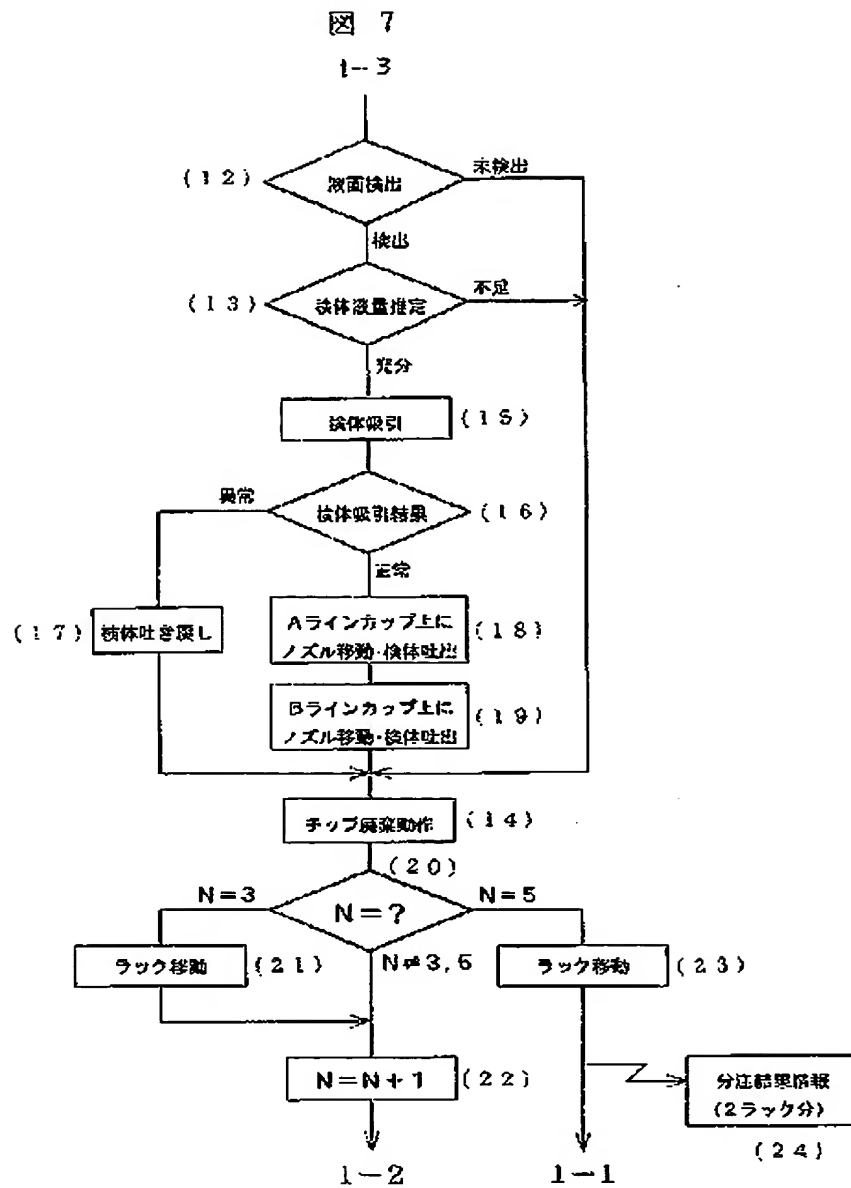 図 7
1-3
(12)
液面検出
未検出
検出
(13)
検体液量推定
不足
充分
検体吸引
(15)
異常
検体吸引結果
(16)
正常
(17)
検体吐き戻し
Aラインカップ上に
ノズル移動・検体吐出
(18)
Bラインカップ上に
ノズル移動・検体吐出
(19)
チップ廃棄動作
(14)
(20)
N=3
N=?
N=5
ラック移動
(21)
N≠3,5
ラック移動
(23)
N=N+1
(22)
分注結果情報
(2ラック分)
(24)
1-2
1-1